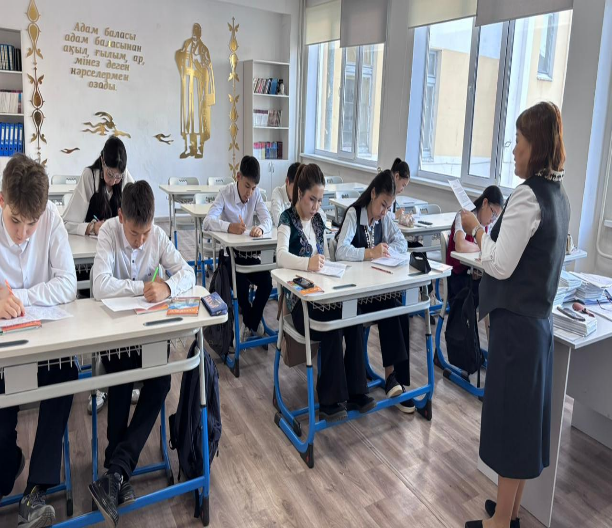 Адам баласы
адам баласынан
ақыл, ғылым, ар,
мінез деген
нәрселермен
озады.